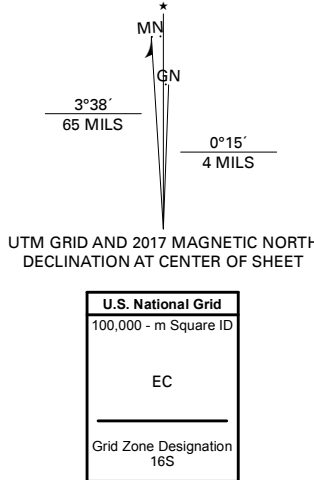 ★
MN
GN
3°38´
65 MILS
0°15´
4 MILS
UTM GRID AND 2017 MAGNETIC NORTH
DECLINATION AT CENTER OF SHEET
U.S. National Grid
100,000 - m Square ID
EC
Grid Zone Designation
16S